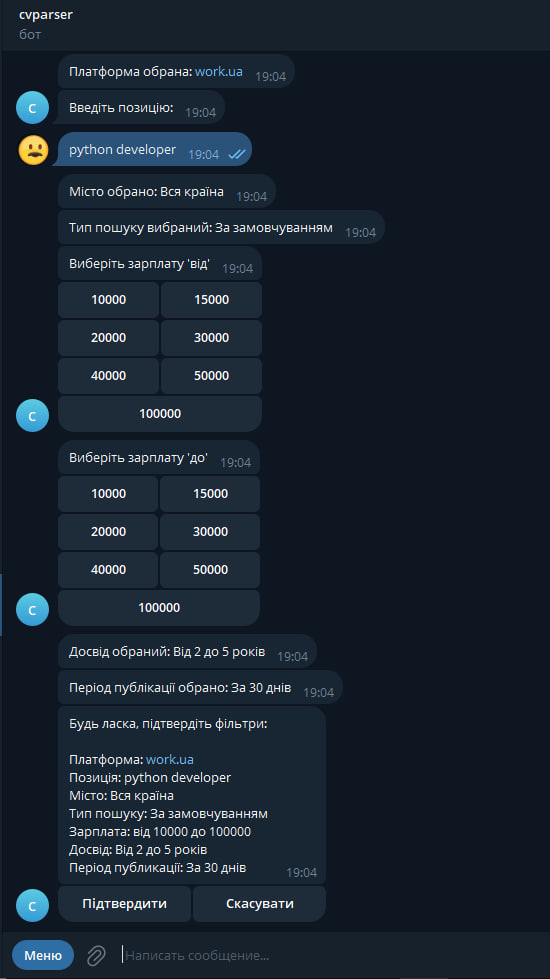 cvparser
бот
Платформа обрана: work.ua 19:04
Введіть позицію: 19:04
C
python developer 19:04
Місто обрано: Вся країна 19:04
Тип пошуку вибраний: За замовчуванням 19:04
Виберіть зарплату 'від' 19:04
10000 15000
20000 30000
40000 50000
100000
C
Виберіть зарплату 'до' 19:04
10000 15000
20000 30000
40000 50000
100000
C
Досвід обраний: Від 2 до 5 років 19:04
Період публікації обрано: За 30 днів 19:04
Будь ласка, підтвердіть фільтри:
Платформа: work.ua
Позиція: python developer
Місто: Вся країна
Тип пошуку: За замовчуванням
Зарплата: від 10000 до 100000
Досвід: Від 2 до 5 років
Період публикації: За 30 днів 19:04
C
Підтвердити Скасувати
Меню Написать сообщение...